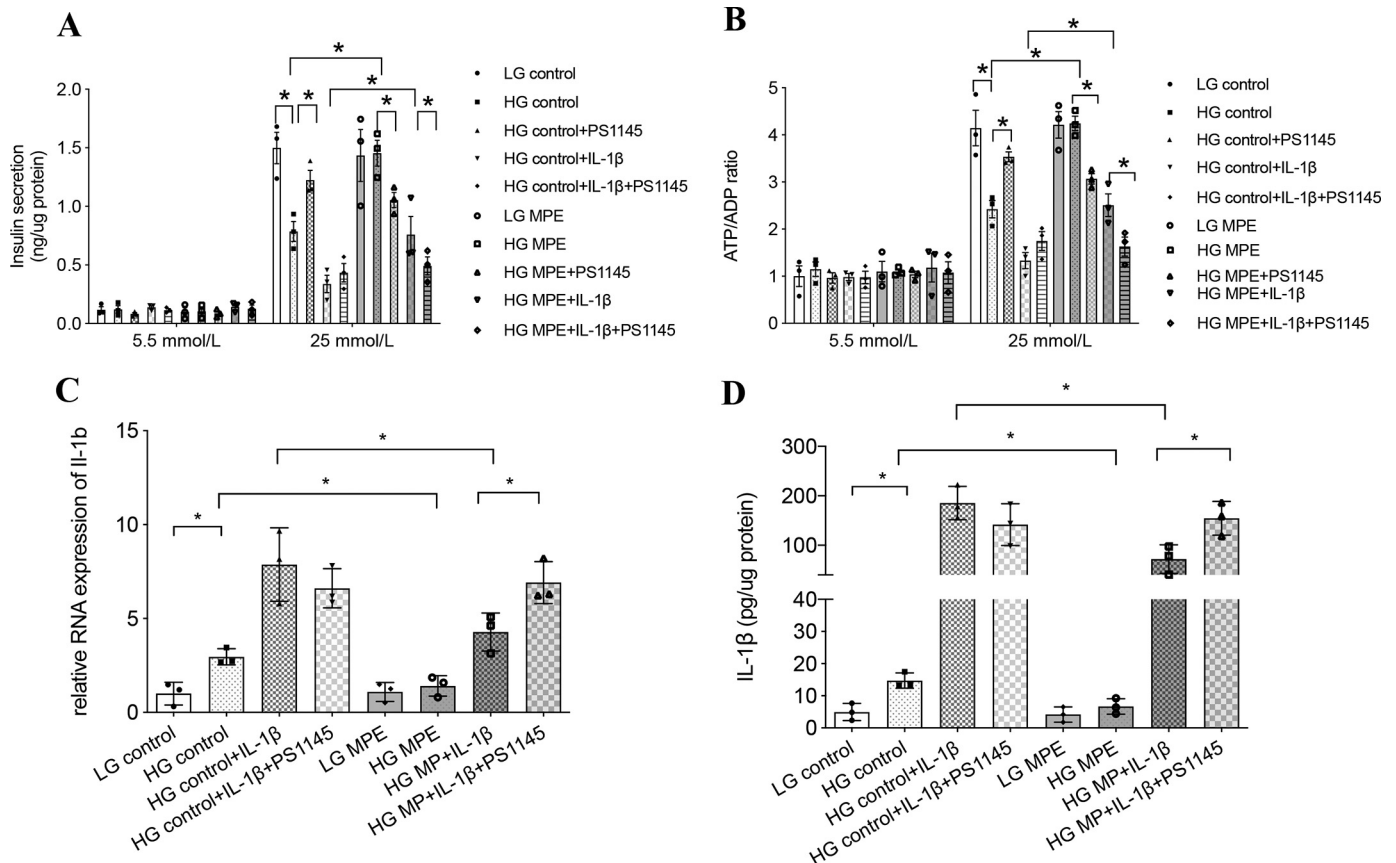 A
Insulin secretion
(ng/ug protein)
2.0
1.5
1.0
0.5
0.0
5.5 mmol/L
25 mmol/L
*
*
*
*
*
*
LG control
HG control
HG control+PS1145
HG control+IL-1β
HG control+IL-1β+PS1145
LG MPE
HG MPE
HG MPE+PS1145
HG MPE+IL-1β
HG MPE+IL-1β+PS1145
B
ATP/ADP ratio
5
4
3
2
1
0
5.5 mmol/L
25 mmol/L
*
*
*
*
*
*
LG control
HG control
HG control+PS1145
HG control+IL-1β
HG control+IL-1β+PS1145
LG MPE
HG MPE
HG MPE+PS1145
HG MPE+IL-1β
HG MPE+IL-1β+PS1145
C
relative RNA expression of Il-1b
15
10
5
0
*
*
*
*
LG control
HG control
HG control+IL-1β
HG control+IL-1β+PS1145
LG MPE
HG MPE
HG MP+IL-1β
HG MP+IL-1β+PS1145
D
IL-1β (pg/ug protein)
300
200
100
40
30
20
10
0
*
*
*
*
LG control
HG control
HG control+IL-1β
HG control+IL-1β+PS1145
LG MPE
HG MPE
HG MP+IL-1β
HG MP+IL-1β+PS1145